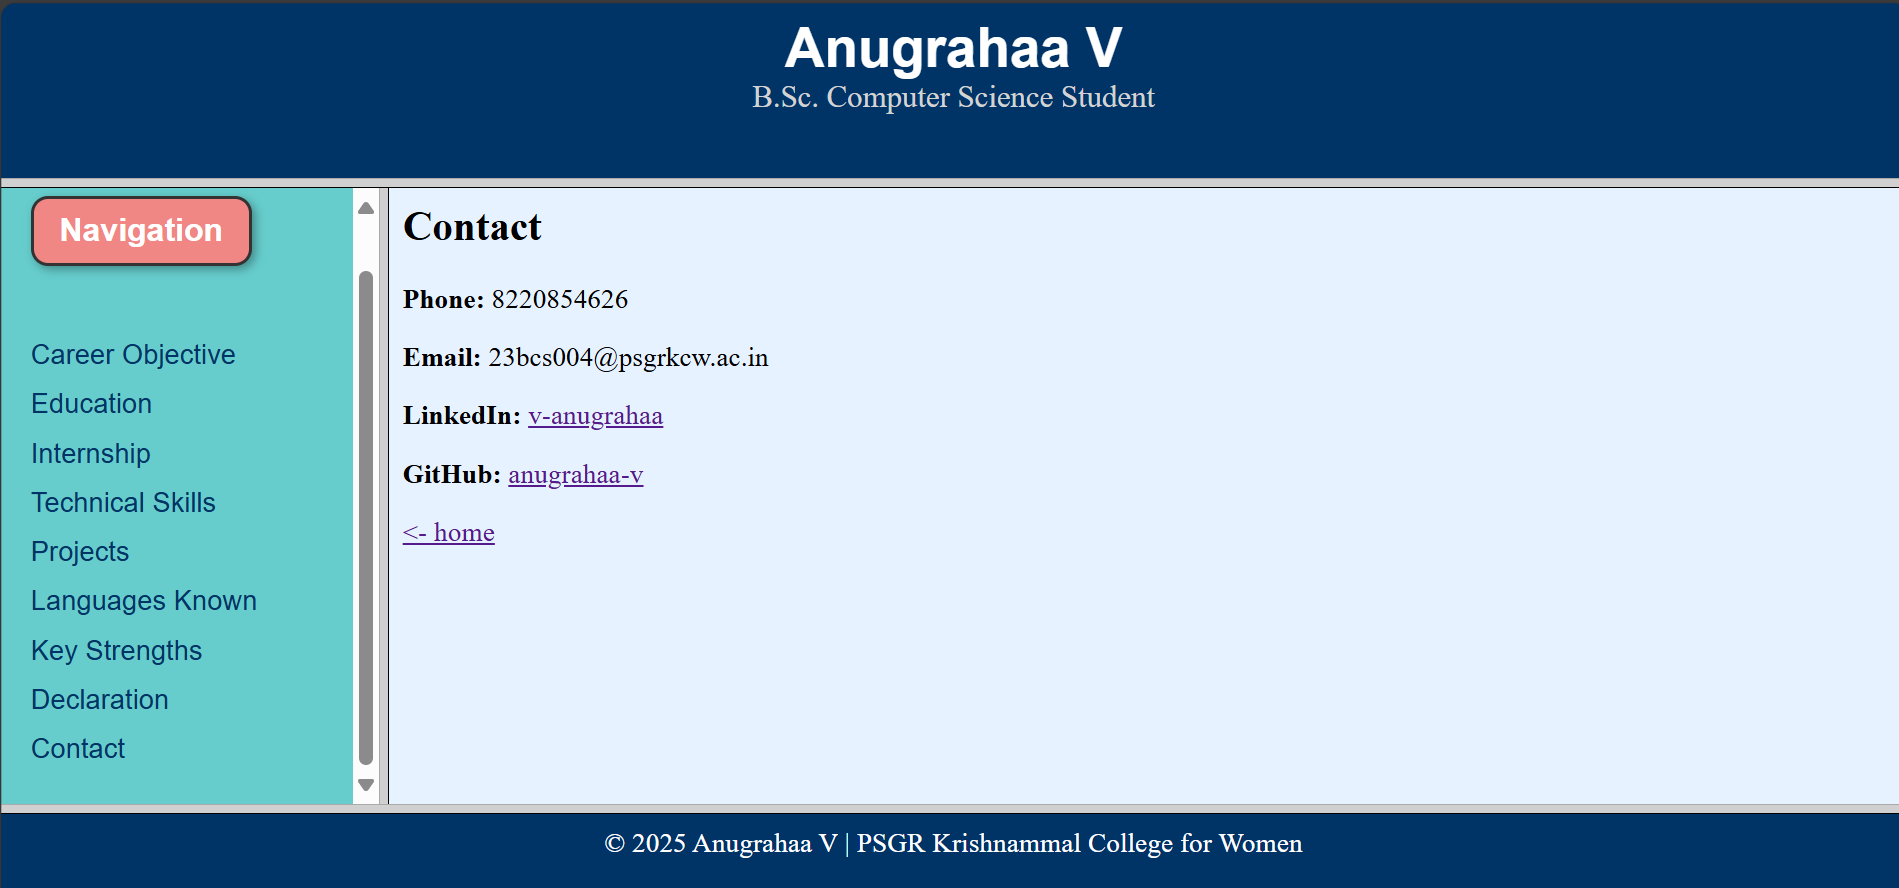 Anugrahaa V
B.Sc. Computer Science Student
Navigation
Career Objective
Education
Internship
Technical Skills
Projects
Languages Known
Key Strengths
Declaration
Contact
Contact
Phone: 8220854626
Email: 23bcs004@psgrkcw.ac.in
LinkedIn: v-anugrahaa
GitHub: anugrahaa-v
<- home
© 2025 Anugrahaa V | PSGR Krishnammal College for Women